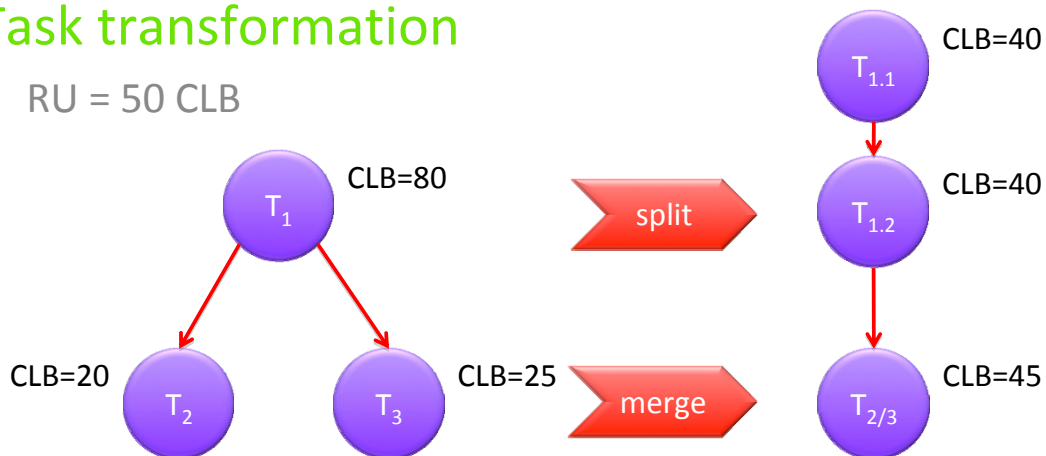 Task transformation
RU = 50 CLB
T1
CLB=80
CLB=20
T2
T3
CLB=25
split
merge
T1.1
CLB=40
T1.2
CLB=40
T2/3
CLB=45